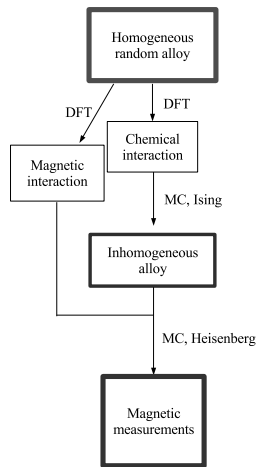 Homogeneous
random alloy
DFT
DFT
Chemical
interaction
Magnetic
interaction
MC, Ising
Inhomogeneous
alloy
MC, Heisenberg
Magnetic
measurements